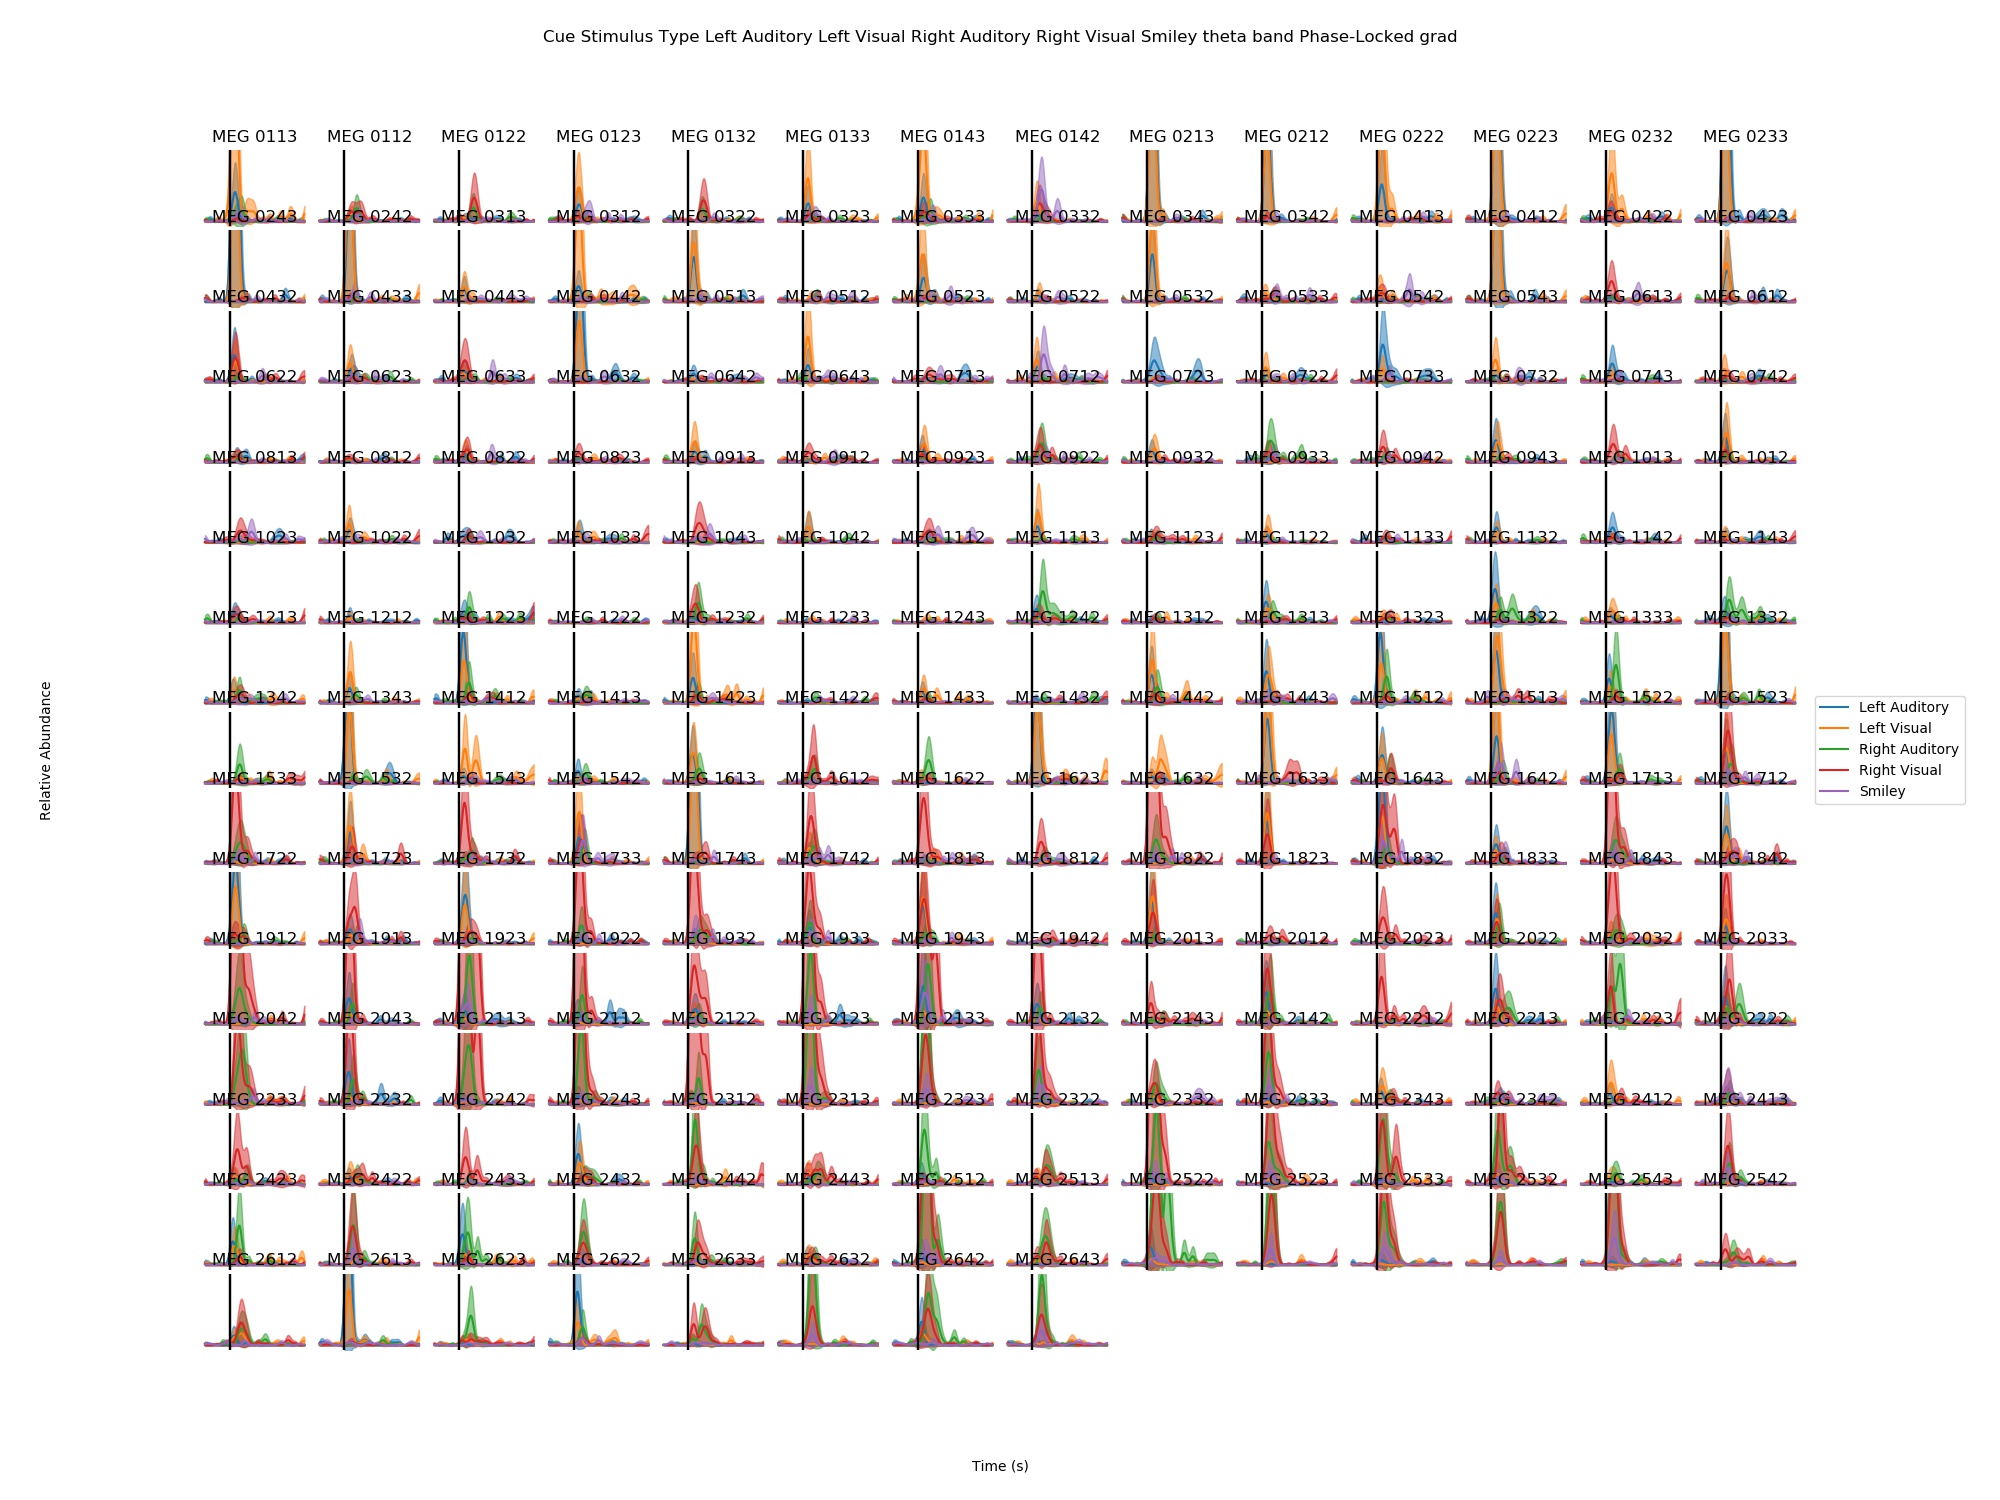 Cue Stimulus Type Left Auditory Left Visual Right Auditory Right Visual Smiley theta band Phase-Locked grad
MEG 0113 MEG 0112 MEG 0122 MEG 0123 MEG 0132 MEG 0133 MEG 0143 MEG 0142 MEG 0213 MEG 0212 MEG 0222 MEG 0223 MEG 0232 MEG 0233
MEG 0243 MEG 0242 MEG 0313 MEG 0312 MEG 0322 MEG 0323 MEG 0333 MEG 0332 MEG 0343 MEG 0342 MEG 0413 MEG 0412 MEG 0422 MEG 0423
MEG 0432 MEG 0433 MEG 0443 MEG 0442 MEG 0513 MEG 0512 MEG 0523 MEG 0522 MEG 0532 MEG 0533 MEG 0542 MEG 0543 MEG 0613 MEG 0612
MEG 0622 MEG 0623 MEG 0633 MEG 0632 MEG 0642 MEG 0643 MEG 0713 MEG 0712 MEG 0723 MEG 0722 MEG 0733 MEG 0732 MEG 0743 MEG 0742
MEG 0813 MEG 0812 MEG 0822 MEG 0823 MEG 0913 MEG 0912 MEG 0923 MEG 0922 MEG 0932 MEG 0933 MEG 0942 MEG 0943 MEG 1013 MEG 1012
MEG 1023 MEG 1022 MEG 1032 MEG 1033 MEG 1043 MEG 1042 MEG 1112 MEG 1113 MEG 1123 MEG 1122 MEG 1133 MEG 1132 MEG 1142 MEG 1143
MEG 1213 MEG 1212 MEG 1223 MEG 1222 MEG 1232 MEG 1233 MEG 1243 MEG 1242 MEG 1312 MEG 1313 MEG 1323 MEG 1322 MEG 1333 MEG 1332
MEG 1342 MEG 1343 MEG 1412 MEG 1413 MEG 1423 MEG 1422 MEG 1433 MEG 1432 MEG 1442 MEG 1443 MEG 1512 MEG 1513 MEG 1522 MEG 1523
MEG 1533 MEG 1532 MEG 1543 MEG 1542 MEG 1613 MEG 1612 MEG 1622 MEG 1623 MEG 1632 MEG 1633 MEG 1643 MEG 1642 MEG 1713 MEG 1712
MEG 1722 MEG 1723 MEG 1732 MEG 1733 MEG 1743 MEG 1742 MEG 1813 MEG 1812 MEG 1822 MEG 1823 MEG 1832 MEG 1833 MEG 1843 MEG 1842
MEG 1912 MEG 1913 MEG 1923 MEG 1922 MEG 1932 MEG 1933 MEG 1943 MEG 1942 MEG 2013 MEG 2012 MEG 2023 MEG 2022 MEG 2032 MEG 2033
MEG 2042 MEG 2043 MEG 2113 MEG 2112 MEG 2122 MEG 2123 MEG 2133 MEG 2132 MEG 2143 MEG 2142 MEG 2212 MEG 2213 MEG 2223 MEG 2222
MEG 2233 MEG 2232 MEG 2242 MEG 2243 MEG 2312 MEG 2313 MEG 2323 MEG 2322 MEG 2332 MEG 2333 MEG 2343 MEG 2342 MEG 2412 MEG 2413
MEG 2423 MEG 2422 MEG 2433 MEG 2432 MEG 2442 MEG 2443 MEG 2512 MEG 2513 MEG 2522 MEG 2523 MEG 2533 MEG 2532 MEG 2543 MEG 2542
MEG 2612 MEG 2613 MEG 2623 MEG 2622 MEG 2633 MEG 2632 MEG 2642 MEG 2643
Relative Abundance
Left Auditory
Left Visual
Right Auditory
Right Visual
Smiley
Time (s)